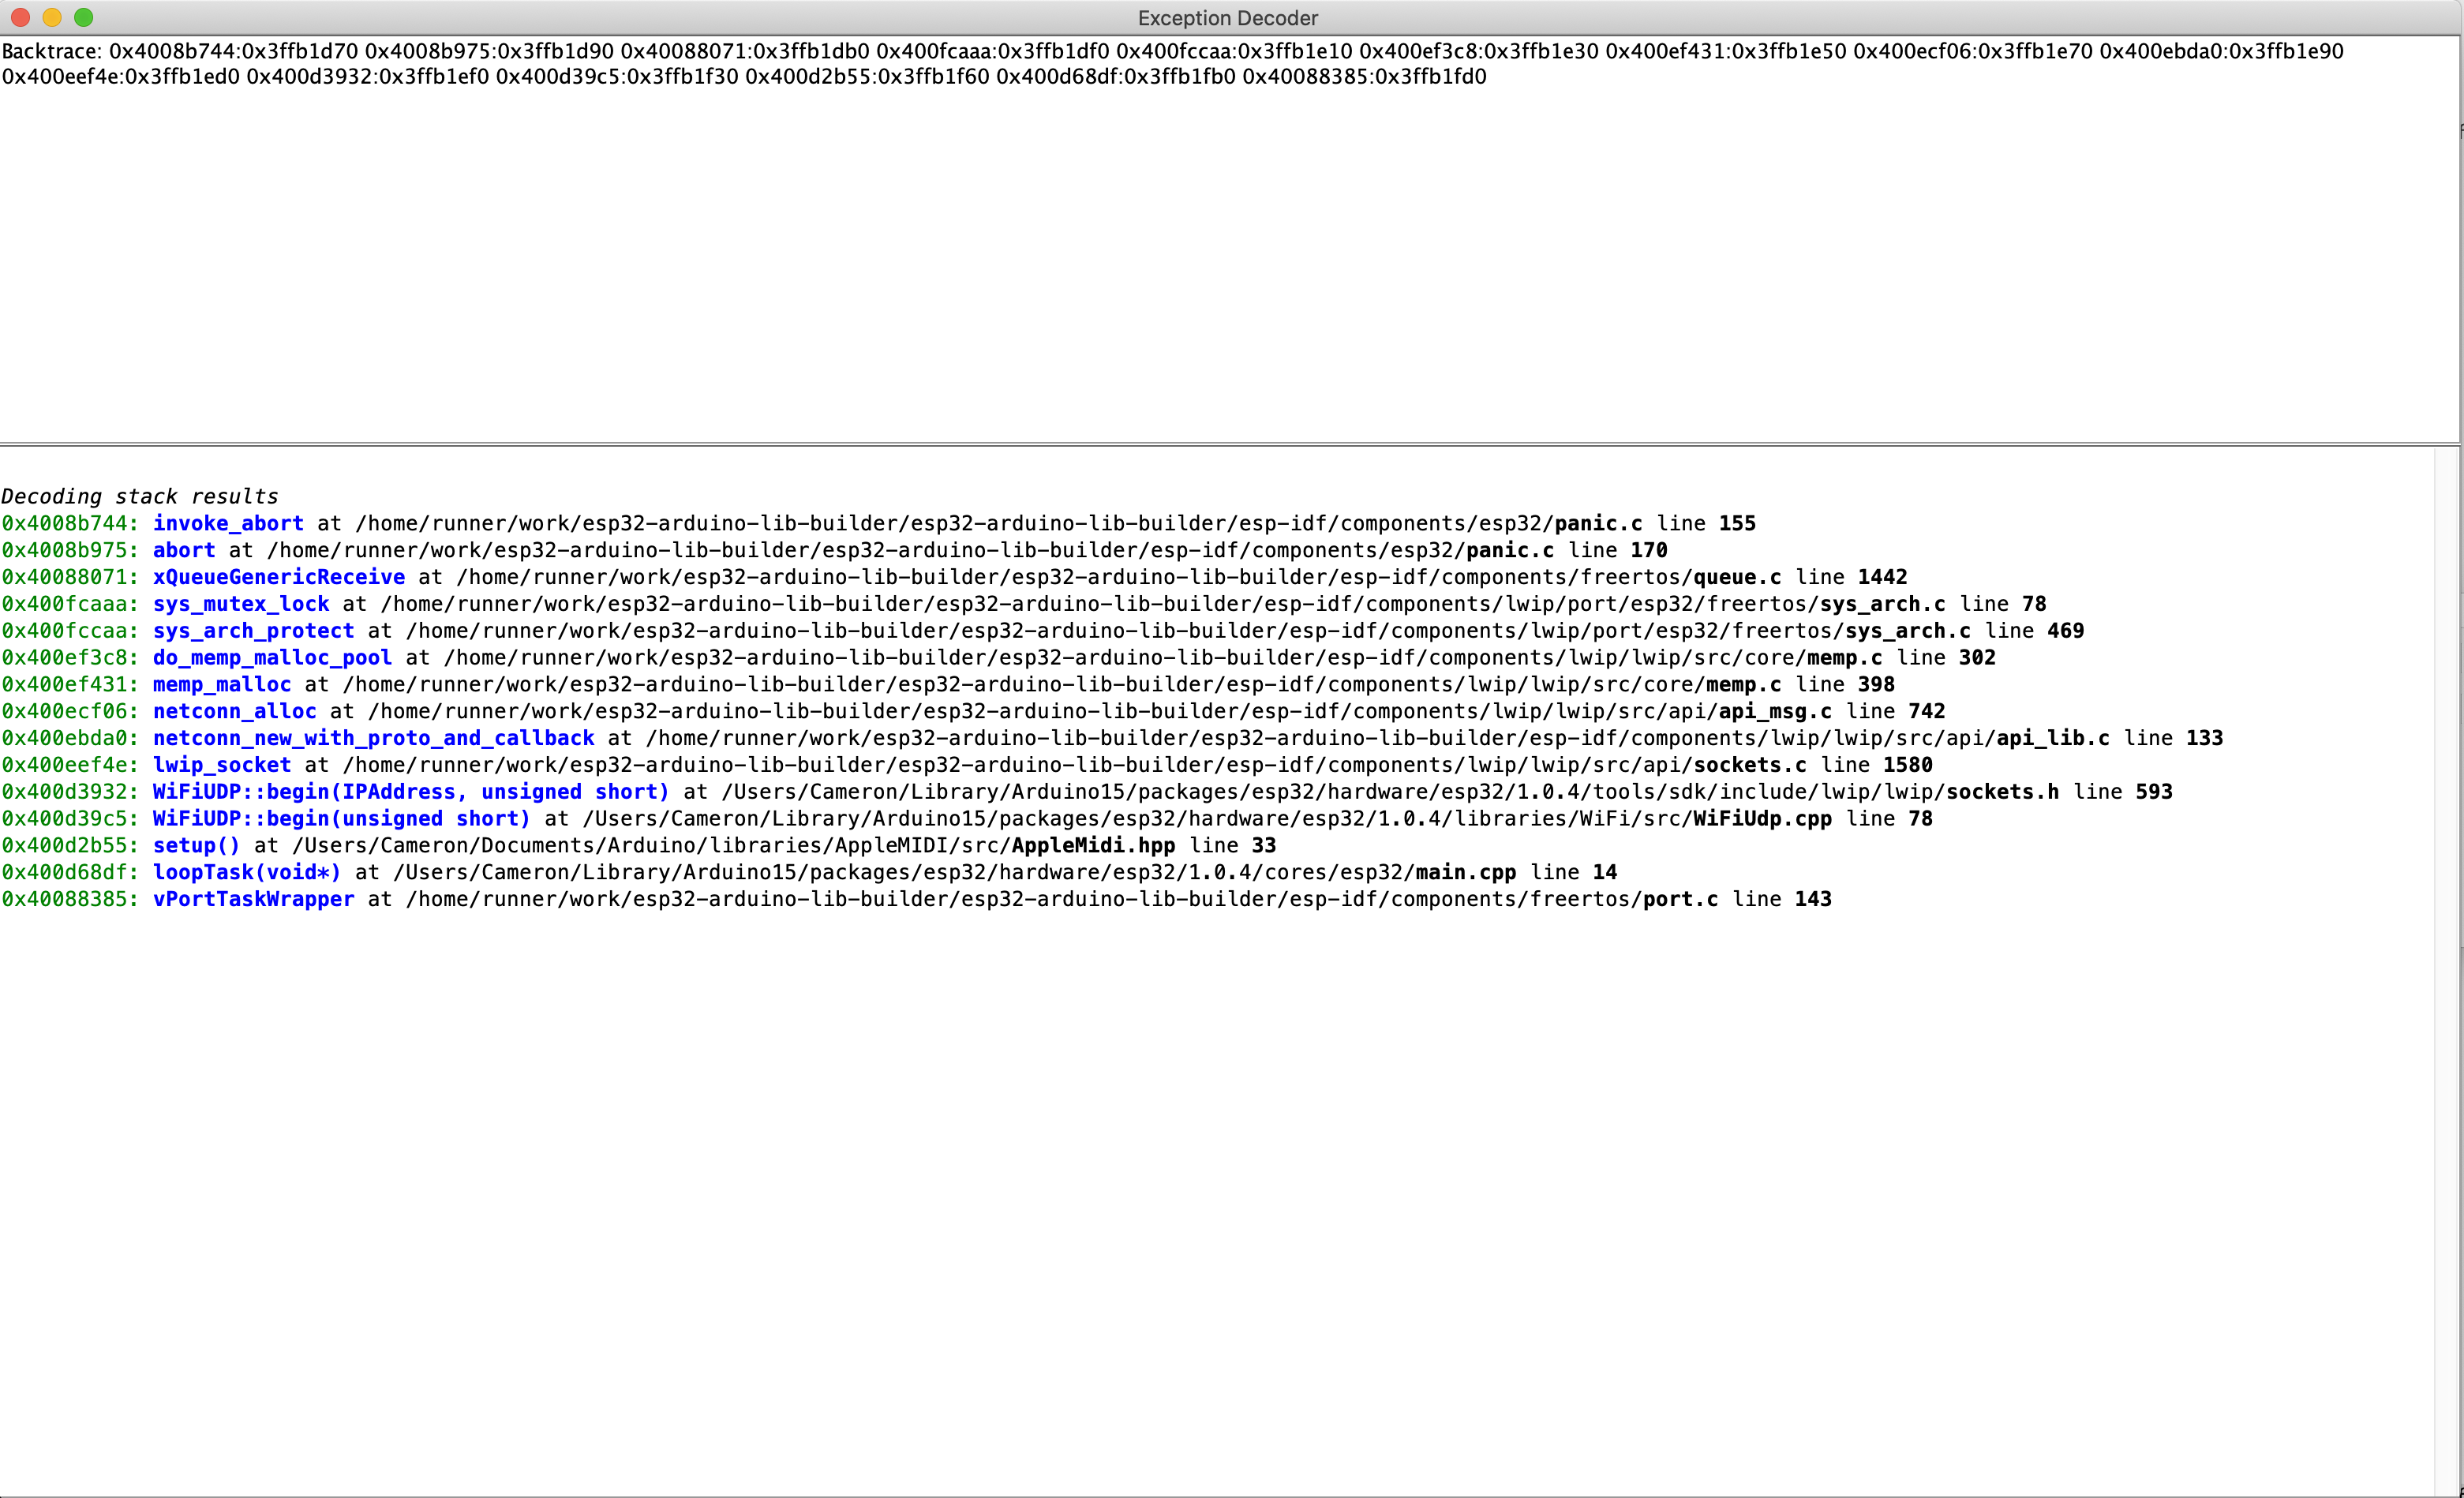 Exception Decoder
Backtrace: 0x4008b744:0x3ffb1d70 0x4008b975:0x3ffb1d90 0x40088071:0x3ffb1db0 0x400fcaaa:0x3ffb1df0 0x400fccaa:0x3ffb1e10 0x400ef3c8:0x3ffb1e30 0x400ef431:0x3ffb1e50 0x400ecf06:0x3ffb1e70 0x400ebda0:0x3ffb1e90
0x400eef4e:0x3ffb1ed0 0x400d3932:0x3ffb1ef0 0x400d39c5:0x3ffb1f30 0x400d2b55:0x3ffb1f60 0x400d68df:0x3ffb1fb0 0x40088385:0x3ffb1fd0
Decoding stack results
0x4008b744: invoke_abort at /home/runner/work/esp32-arduino-lib-builder/esp32-arduino-lib-builder/esp-idf/components/esp32/panic.c line 155
0x4008b975: abort at /home/runner/work/esp32-arduino-lib-builder/esp32-arduino-lib-builder/esp-idf/components/esp32/panic.c line 170
0x40088071: xQueueGenericReceive at /home/runner/work/esp32-arduino-lib-builder/esp32-arduino-lib-builder/esp-idf/components/freertos/queue.c line 1442
0x400fcaaa: sys_mutex_lock at /home/runner/work/esp32-arduino-lib-builder/esp32-arduino-lib-builder/esp-idf/components/lwip/port/esp32/freertos/sys_arch.c line 78
0x400fccaa: sys_arch_protect at /home/runner/work/esp32-arduino-lib-builder/esp32-arduino-lib-builder/esp-idf/components/lwip/port/esp32/freertos/sys_arch.c line 469
0x400ef3c8: do_memp_malloc_pool at /home/runner/work/esp32-arduino-lib-builder/esp32-arduino-lib-builder/esp-idf/components/lwip/lwip/src/core/memp.c line 302
0x400ef431: memp_malloc at /home/runner/work/esp32-arduino-lib-builder/esp32-arduino-lib-builder/esp-idf/components/lwip/lwip/src/core/memp.c line 398
0x400ecf06: netconn_alloc at /home/runner/work/esp32-arduino-lib-builder/esp32-arduino-lib-builder/esp-idf/components/lwip/lwip/src/api/api_msg.c line 742
0x400ebda0: netconn_new_with_proto_and_callback at /home/runner/work/esp32-arduino-lib-builder/esp32-arduino-lib-builder/esp-idf/components/lwip/lwip/src/api/api_lib.c line 133
0x400eef4e: lwip_socket at /home/runner/work/esp32-arduino-lib-builder/esp32-arduino-lib-builder/esp-idf/components/lwip/lwip/src/api/sockets.c line 1580
0x400d3932: WiFiUDP::begin(IPAddress, unsigned short) at /Users/Cameron/Library/Arduino15/packages/esp32/hardware/esp32/1.0.4/tools/sdk/include/lwip/lwip/sockets.h line 593
0x400d39c5: WiFiUDP::begin(unsigned short) at /Users/Cameron/Library/Arduino15/packages/esp32/hardware/esp32/1.0.4/libraries/WiFi/src/WiFiUdp.cpp line 78
0x400d2b55: setup() at /Users/Cameron/Documents/Arduino/libraries/AppleMIDI/src/AppleMidi.hpp line 33
0x400d68df: loopTask(void*) at /Users/Cameron/Library/Arduino15/packages/esp32/hardware/esp32/1.0.4/cores/esp32/main.cpp line 14
0x40088385: vPortTaskWrapper at /home/runner/work/esp32-arduino-lib-builder/esp32-arduino-lib-builder/esp-idf/components/freertos/port.c line 143